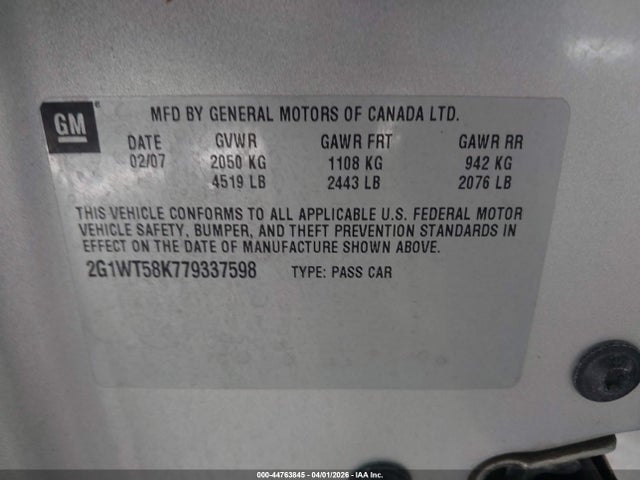 GM
MFD BY GENERAL MOTORS OF CANADA LTD.
DATE GVWR GAWR FRT GAWR RR
02/07 2050 KG 1108 KG 942 KG
4519 LB 2443 LB 2076 LB
THIS VEHICLE CONFORMS TO ALL APPLICABLE U.S. FEDERAL MOTOR
VEHICLE SAFETY, BUMPER, AND THEFT PREVENTION STANDARDS IN
EFFECT ON THE DATE OF MANUFACTURE SHOWN ABOVE.
2G1WT58K779337598 TYPE: PASS CAR
000-44763845 - 04/01/2026 - IAA Inc.